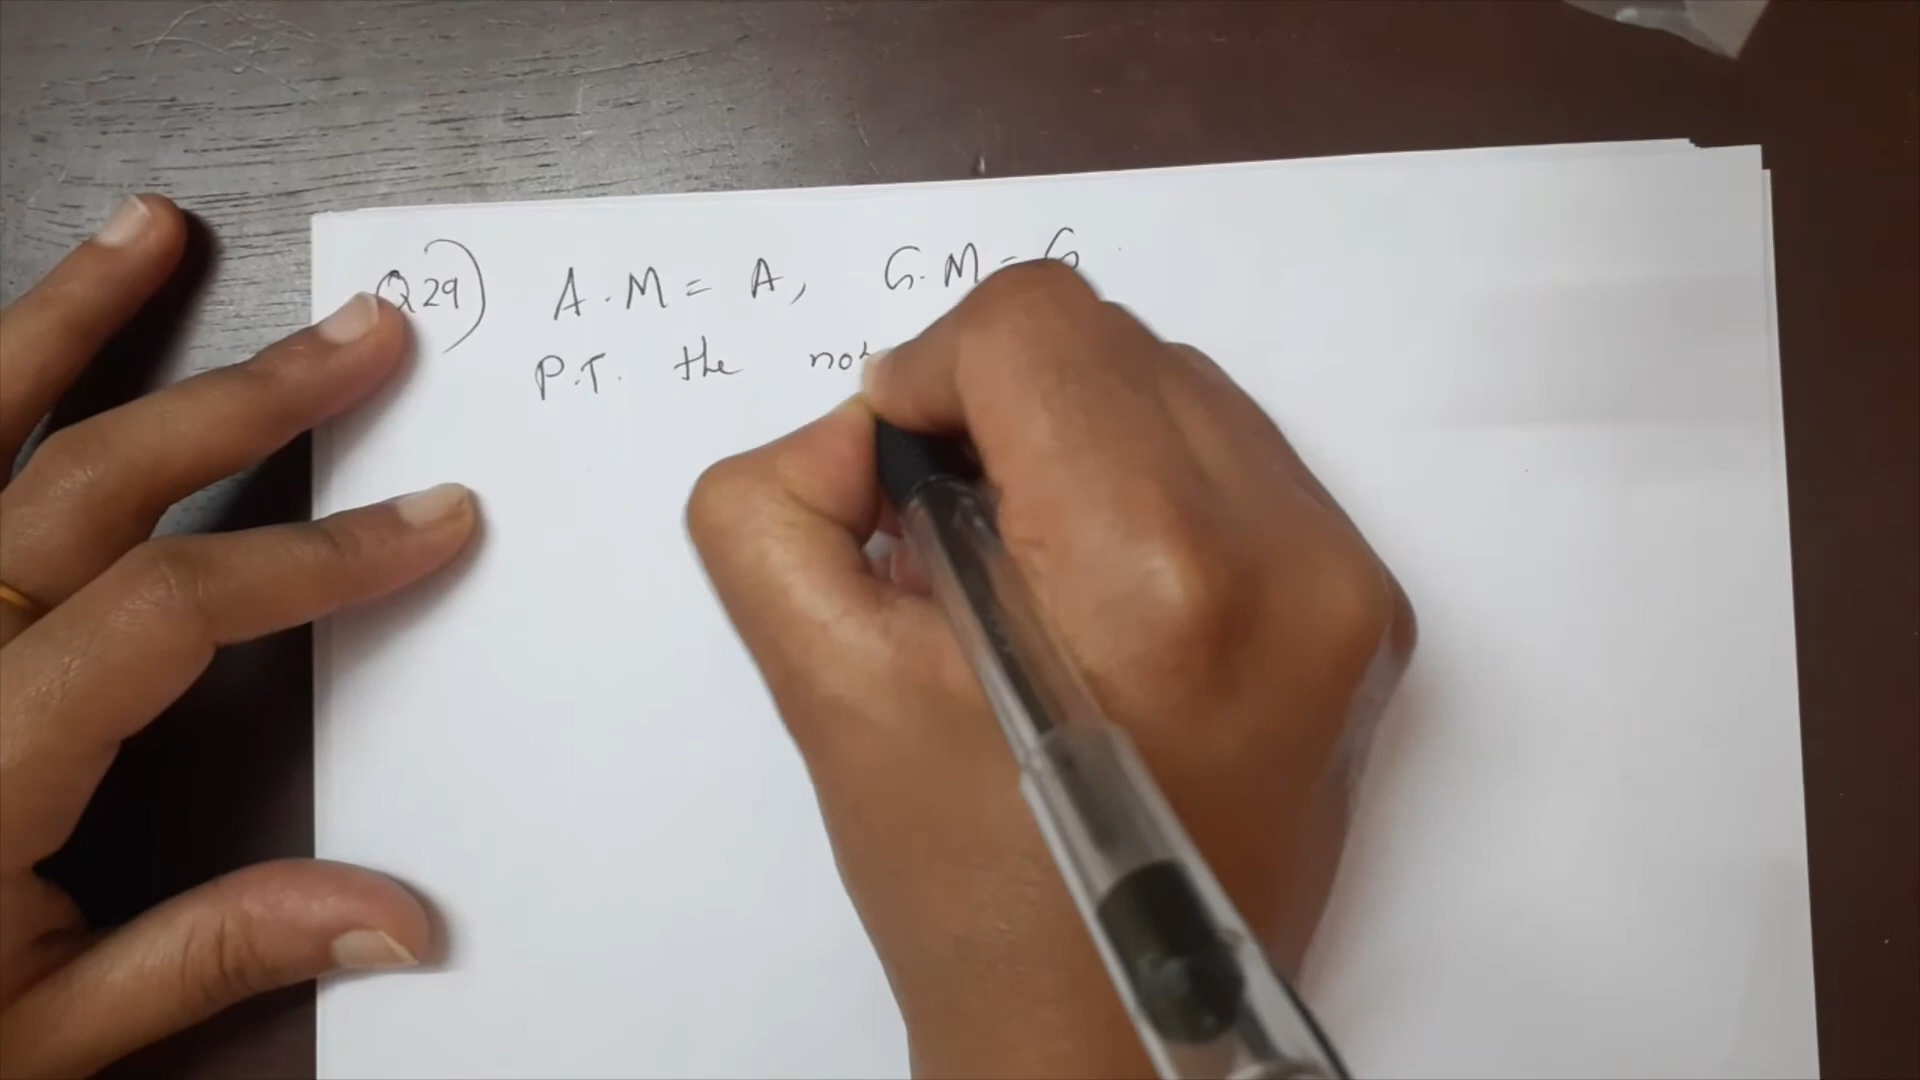 Q29) A.M = A, G.M = G
P.T. the